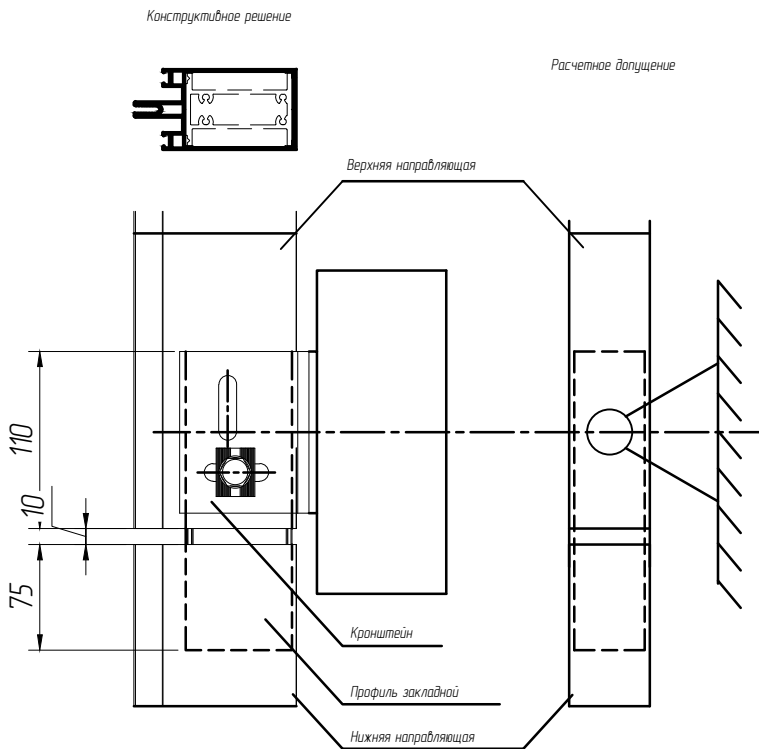 Конструктивное решение
Расчетное допущение
Верхняя направляющая
110
10
75
Кронштейн
Профиль закладной
Нижняя направляющая